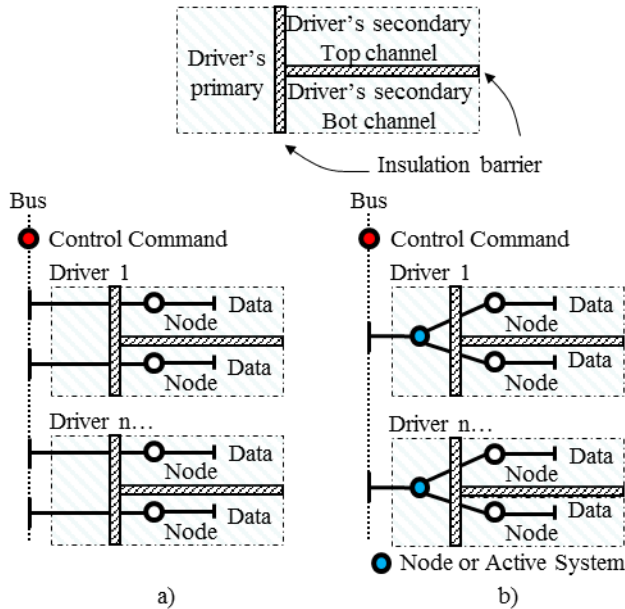 Driver's primary
Driver's secondary
Top channel
Driver's secondary
Bot channel
Insulation barrier
Bus
Control Command
Driver 1
Data
Node
Data
Node
Driver n...
Data
Node
Data
Node
a)
Bus
Control Command
Driver 1
Data
Node
Data
Node
Driver n...
Data
Node
Data
Node
Node or Active System
b)